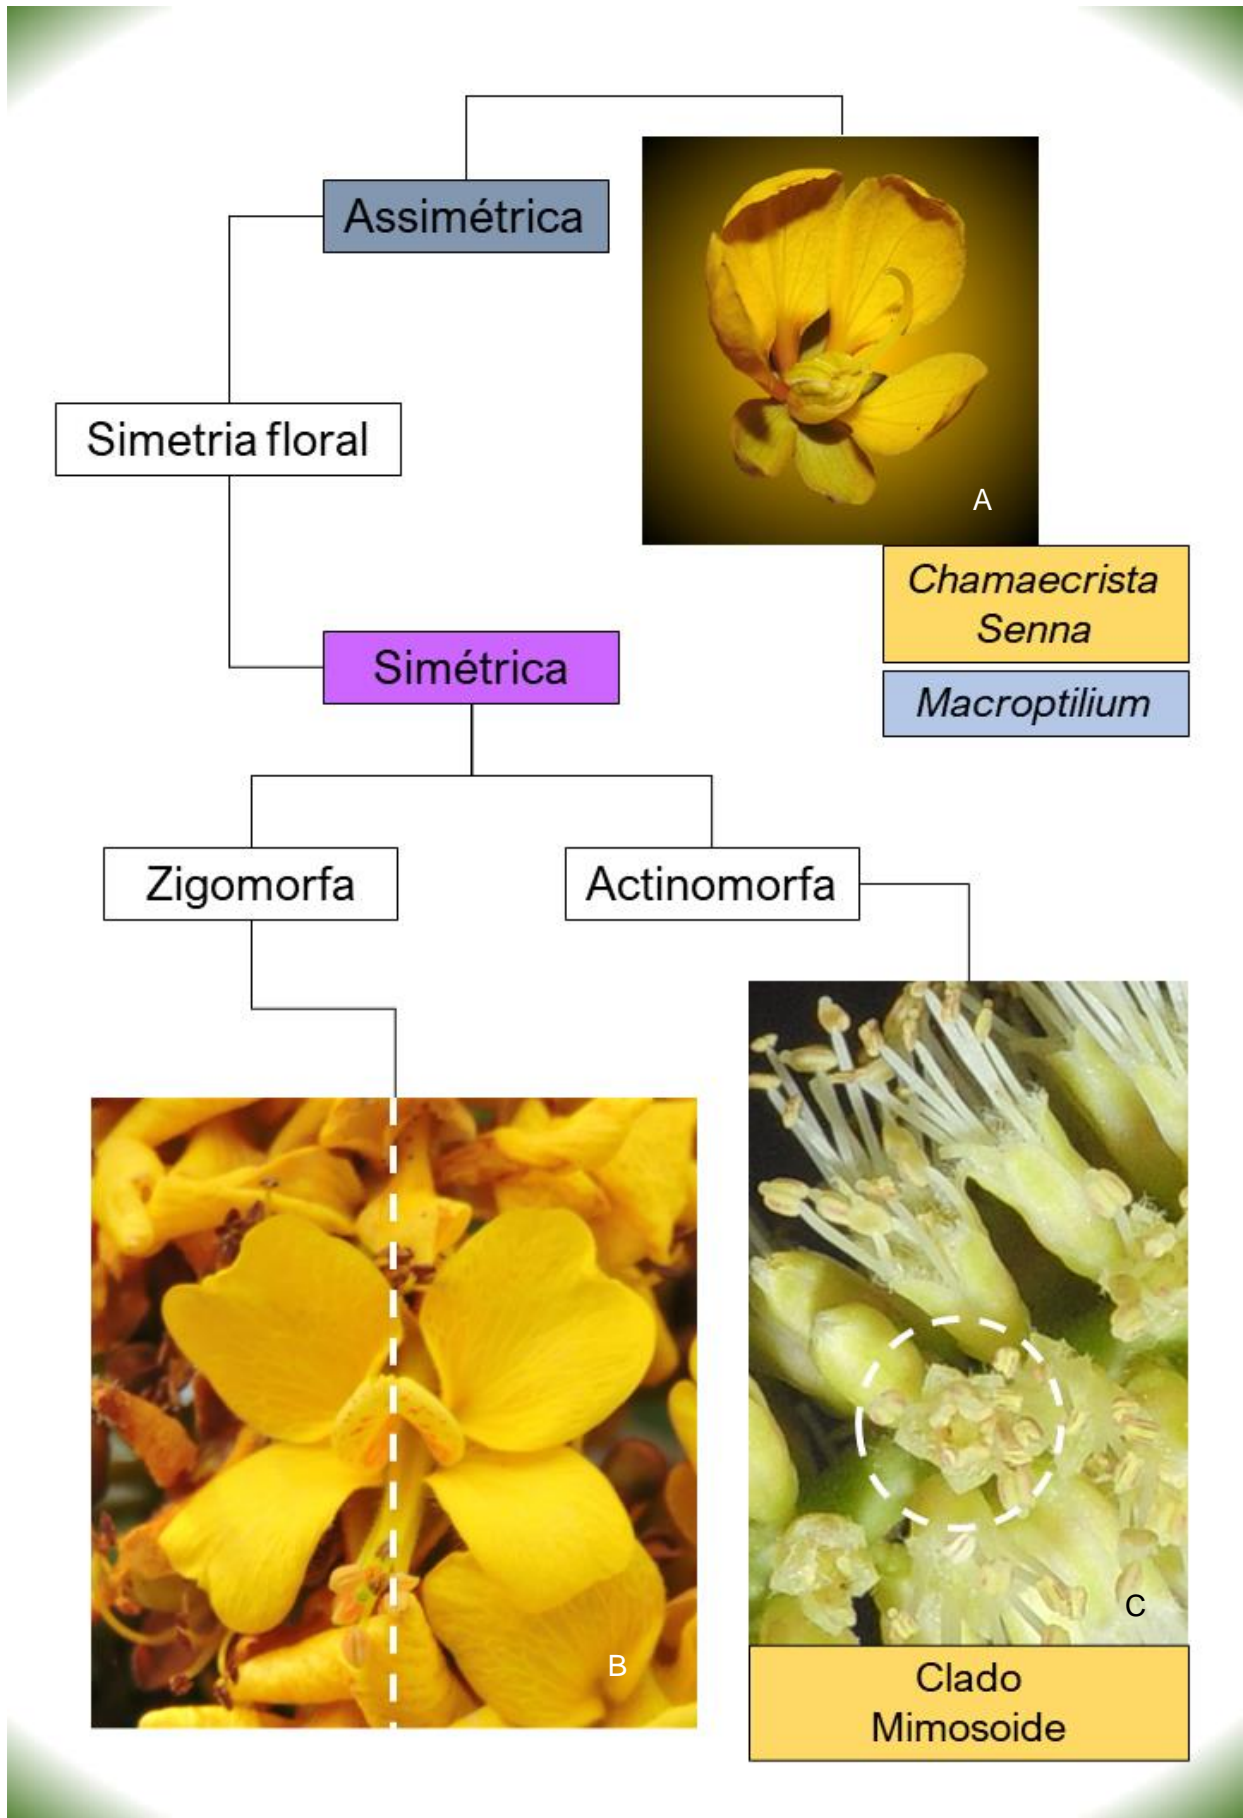 Assimétrica
Simetria floral
A
Chamaecrista
Senna
Macroptilium
Simétrica
Zigomorfa
Actinomorfa
B
C
Clado
Mimosoide